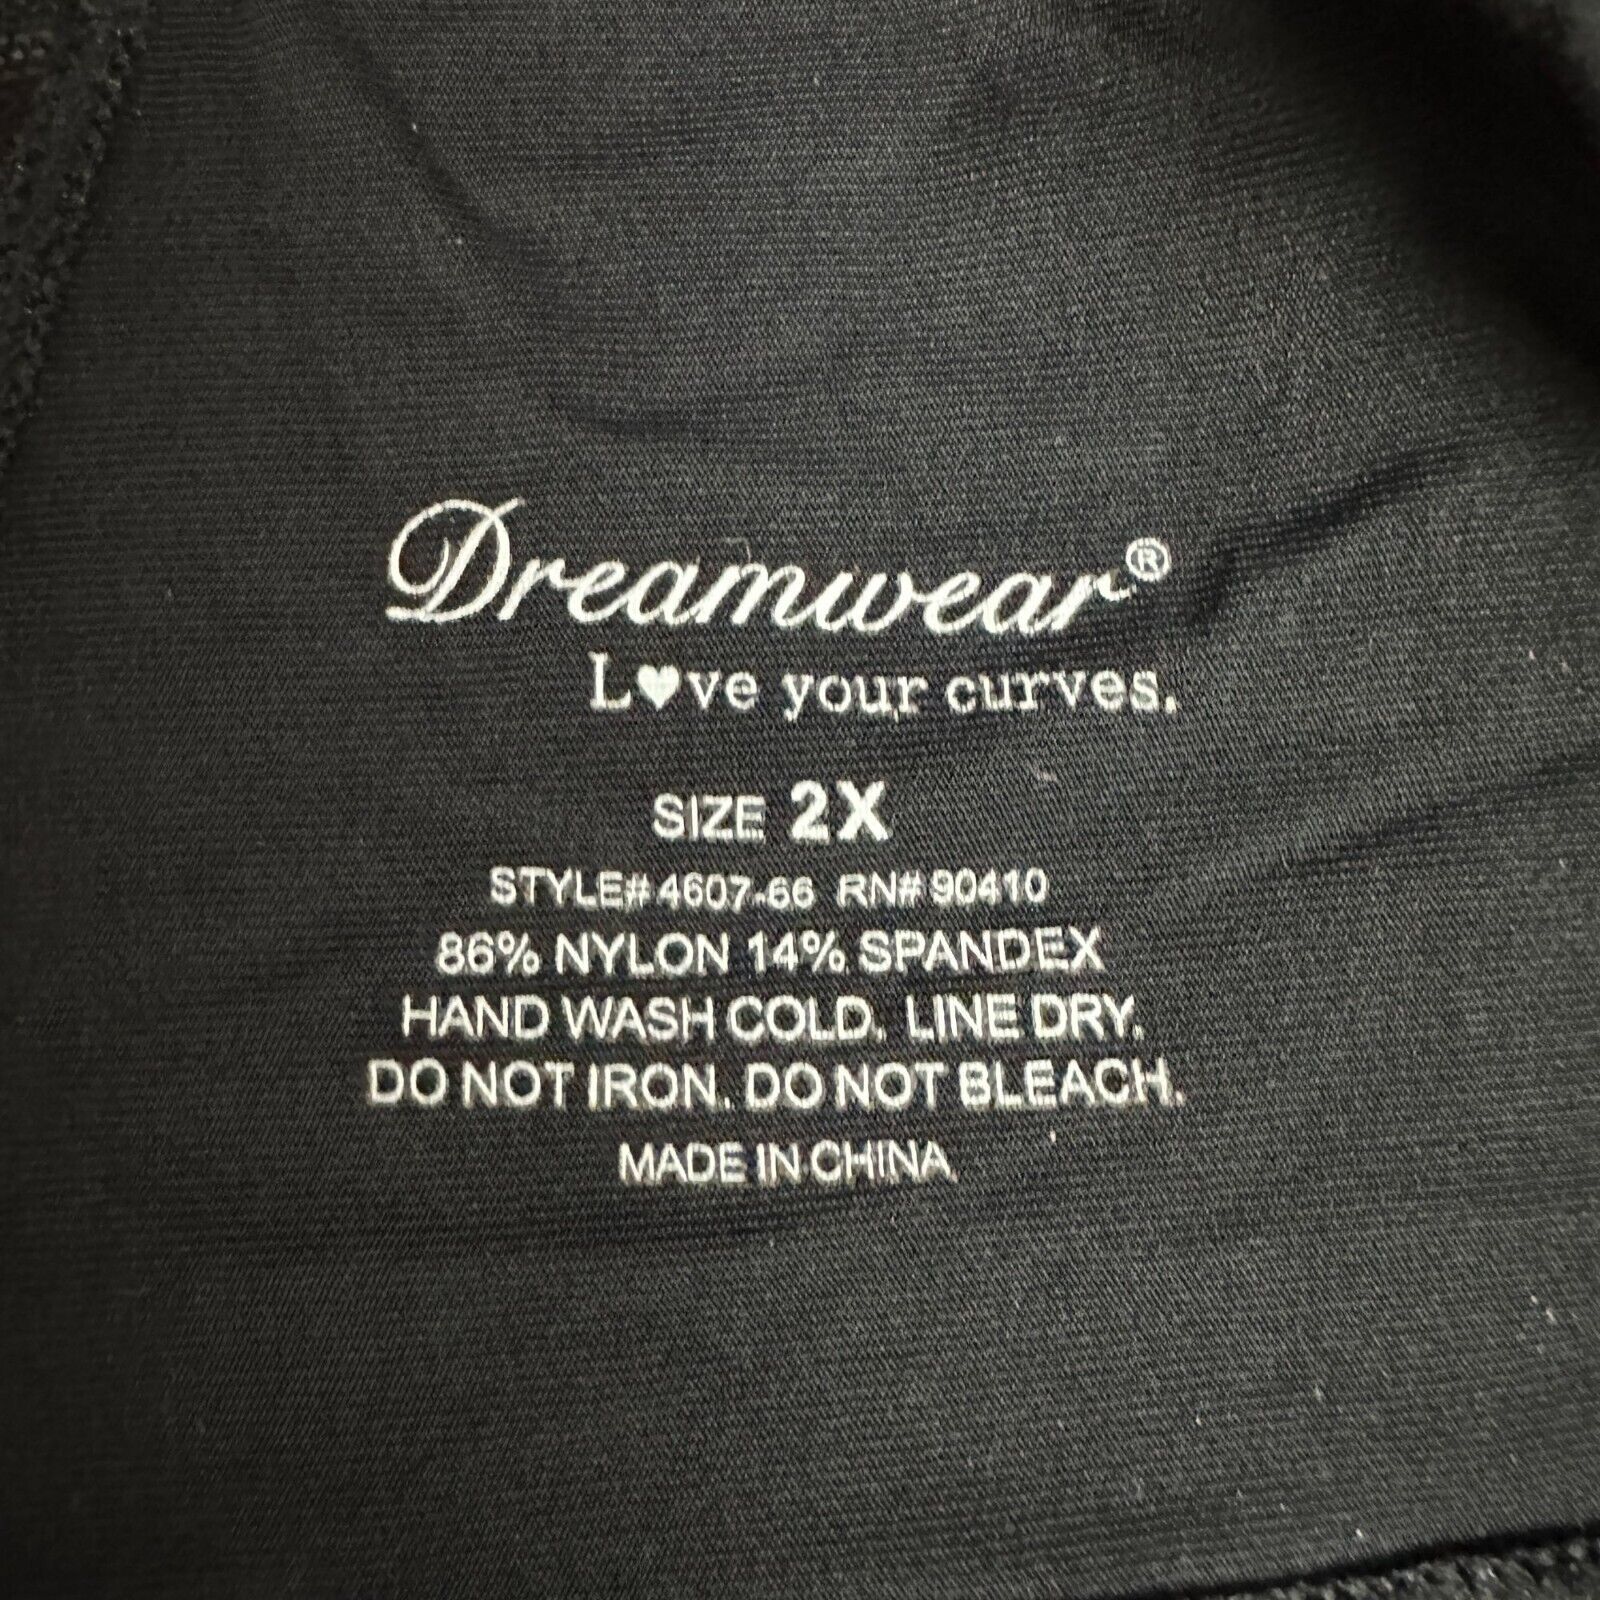 Dreamwear®
L♥ve your curves.
SIZE 2X
STYLE# 4607-66 RN# 90410
86% NYLON 14% SPANDEX
HAND WASH COLD. LINE DRY.
DO NOT IRON. DO NOT BLEACH.
MADE IN CHINA